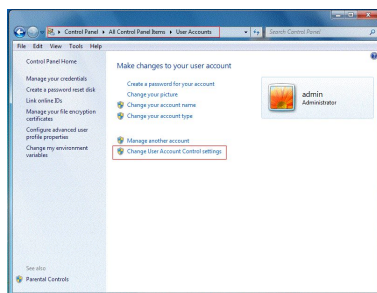 Control Panel ▸ All Control Panel Items ▸ User Accounts
Search Control Panel
File Edit View Tools Help
Control Panel Home
Manage your credentials
Create a password reset disk
Link online IDs
Manage your file encryption
certificates
Configure advanced user
profile properties
Change my environment
variables
See also
Parental Controls
Make changes to your user account
Create a password for your account
Change your picture
Change your account name
Change your account type
Manage another account
Change User Account Control settings
admin
Administrator